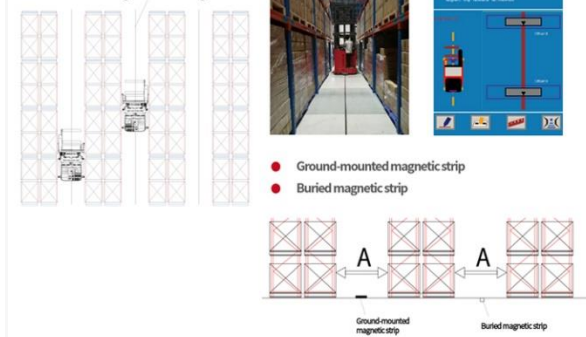 Ground-mounted magnetic strip
Buried magnetic strip
A
A
Ground-mounted
magnetic strip
Buried magnetic strip